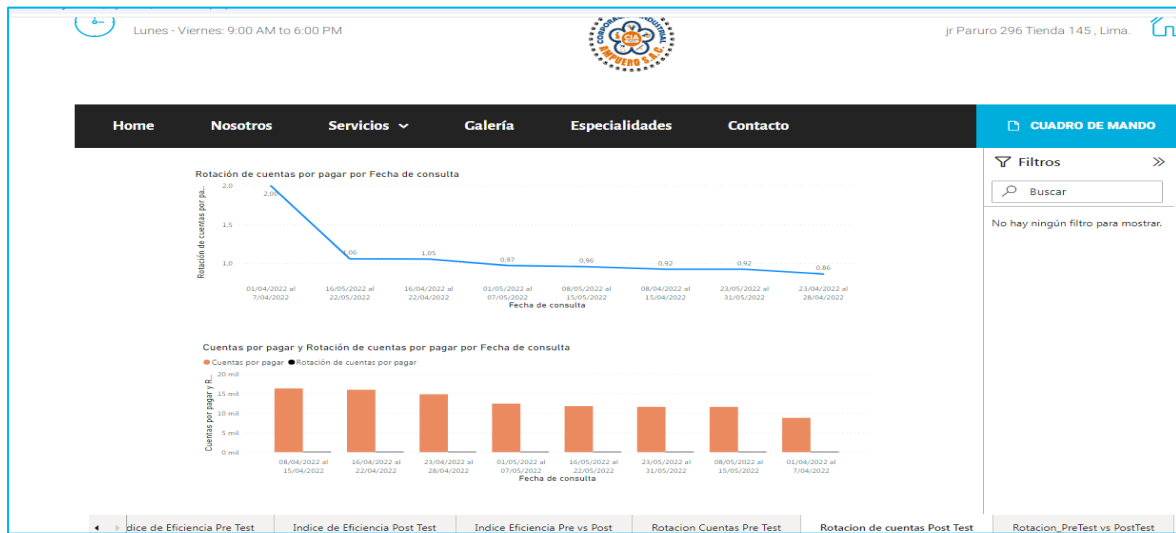 Lunes - Viernes: 9:00 AM to 6:00 PM
CORPORACIÓN INDUSTRIAL
CIA
AMPUERO S.A.C.
jr Paruro 296 Tienda 145 , Lima.
Home
Nosotros
Servicios
Galería
Especialidades
Contacto
CUADRO DE MANDO
Filtros
Buscar
No hay ningún filtro para mostrar.
Rotación de cuentas por pagar por Fecha de consulta
Rotación de cuentas por pa...
2,0
1,5
1,0
2,00
1,06
1,05
0,97
0,96
0,92
0,92
0,86
01/04/2022 al
7/04/2022
16/05/2022 al
22/05/2022
16/04/2022 al
22/04/2022
01/05/2022 al
07/05/2022
08/05/2022 al
15/05/2022
08/04/2022 al
15/04/2022
23/05/2022 al
31/05/2022
23/04/2022 al
28/04/2022
Fecha de consulta
Cuentas por pagar y Rotación de cuentas por pagar por Fecha de consulta
Cuentas por pagar
Rotación de cuentas por pagar
Cuentas por pagar y R...
20 mil
15 mil
10 mil
5 mil
0 mil
08/04/2022 al
15/04/2022
16/04/2022 al
22/04/2022
23/04/2022 al
28/04/2022
01/05/2022 al
07/05/2022
16/05/2022 al
22/05/2022
23/05/2022 al
31/05/2022
08/05/2022 al
15/05/2022
01/04/2022 al
7/04/2022
Fecha de consulta
dice de Eficiencia Pre Test
Indice de Eficiencia Post Test
Indice Eficiencia Pre vs Post
Rotacion Cuentas Pre Test
Rotacion de cuentas Post Test
Rotacion_PreTest vs PostTest